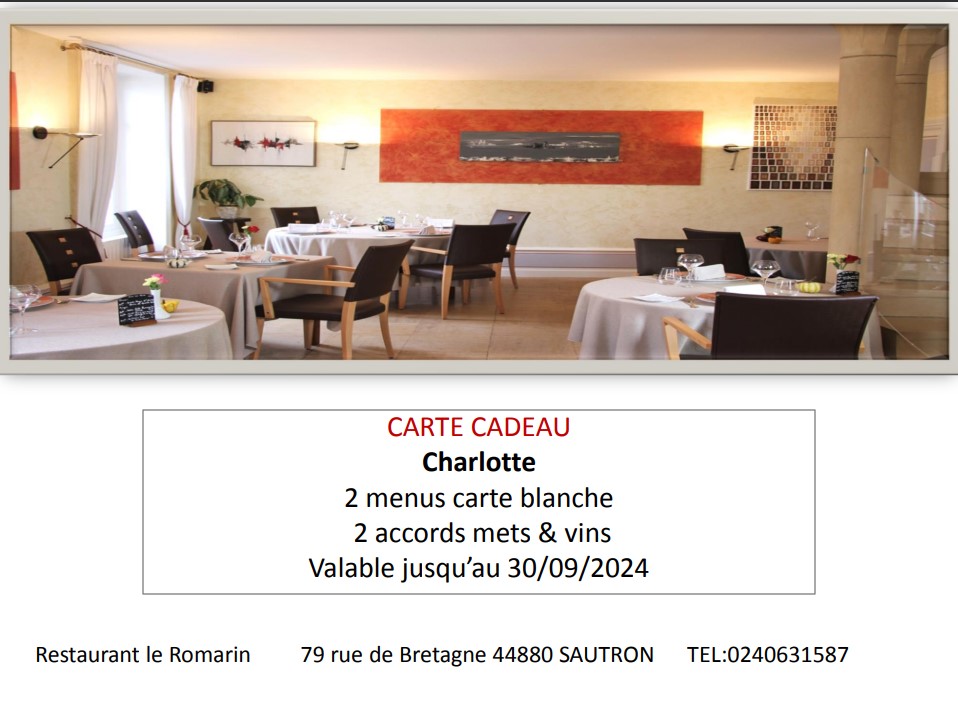 CARTE CADEAU
Charlotte
2 menus carte blanche
2 accords mets & vins
Valable jusqu’au 30/09/2024
Restaurant le Romarin 79 rue de Bretagne 44880 SAUTRON TEL:0240631587